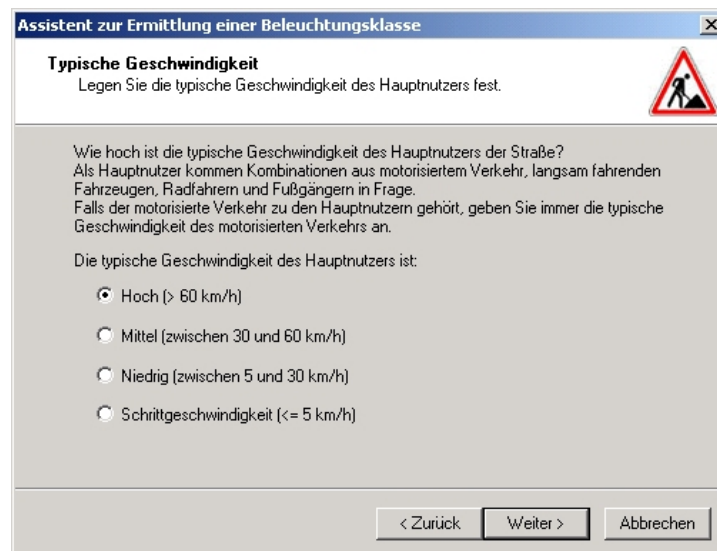 Assistent zur Ermittlung einer Beleuchtungsklasse
Typische Geschwindigkeit
Legen Sie die typische Geschwindigkeit des Hauptnutzers fest.
Wie hoch ist die typische Geschwindigkeit des Hauptnutzers der Straße?
Als Hauptnutzer kommen Kombinationen aus motorisiertem Verkehr, langsam fahrenden
Fahrzeugen, Radfahrern und Fußgängern in Frage.
Falls der motorisierte Verkehr zu den Hauptnutzern gehört, geben Sie immer die typische
Geschwindigkeit des motorisierten Verkehrs an.
Die typische Geschwindigkeit des Hauptnutzers ist:
Hoch (> 60 km/h)
Mittel (zwischen 30 und 60 km/h)
Niedrig (zwischen 5 und 30 km/h)
Schrittgeschwindigkeit (<= 5 km/h)
< Zurück Weiter > Abbrechen